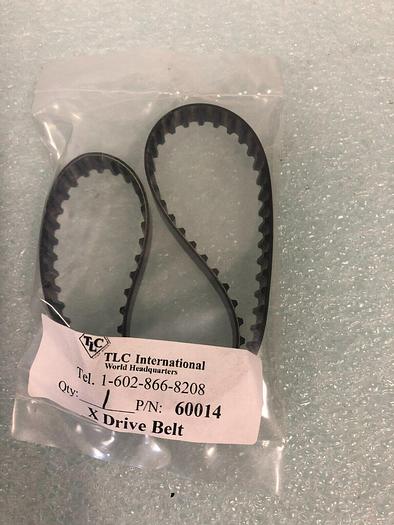 TLC
TLC International
World Headquarters
Tel. 1-602-866-8208
Qty: 1 P/N: 60014
X Drive Belt